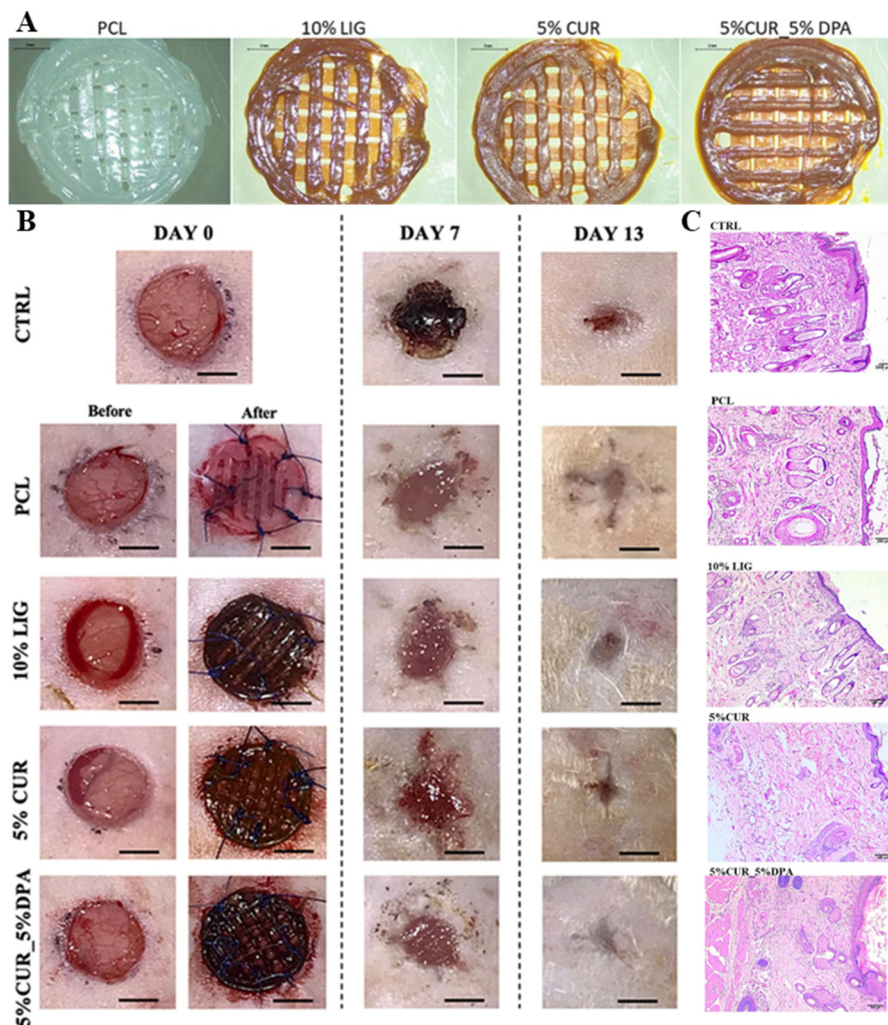 A
PCL
10% LIG
5% CUR
5%CUR_5% DPA
B
DAY 0
DAY 7
DAY 13
C
CTRL
Before
After
PCL
10% LIG
5% CUR
5%CUR_5%DPA
CTRL
PCL
10% LIG
5%CUR
5%CUR_5%DPA